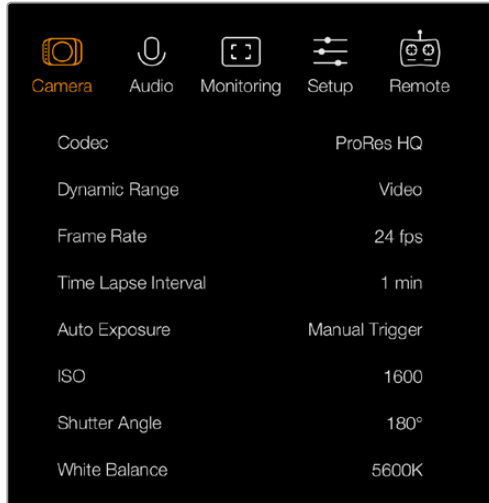 Camera Audio Monitoring Setup Remote
Codec ProRes HQ
Dynamic Range Video
Frame Rate 24 fps
Time Lapse Interval 1 min
Auto Exposure Manual Trigger
ISO 1600
Shutter Angle 180°
White Balance 5600K